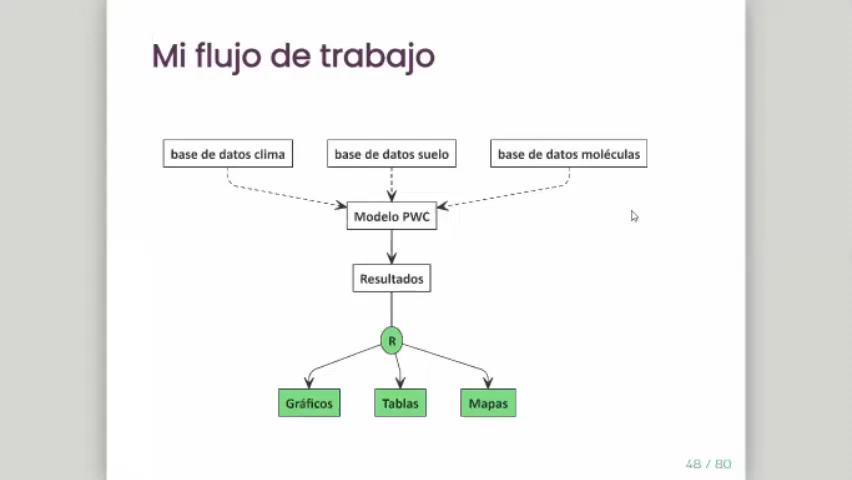 Mi flujo de trabajo
base de datos clima
base de datos suelo
base de datos moléculas
Modelo PWC
Resultados
R
Gráficos
Tablas
Mapas
48 / 80